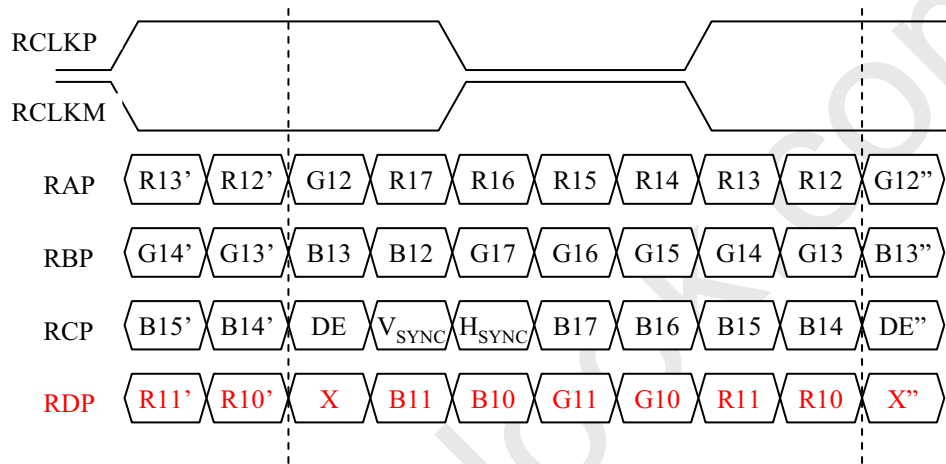 RCLKP
RCLKM
RAP R13’ R12’ G12 R17 R16 R15 R14 R13 R12 G12”
RBP G14’ G13’ B13 B12 G17 G16 G15 G14 G13 B13”
RCP B15’ B14’ DE VSYNC HSYNC B17 B16 B15 B14 DE”
RDP R11’ R10’ X B11 B10 G11 G10 R11 R10 X”